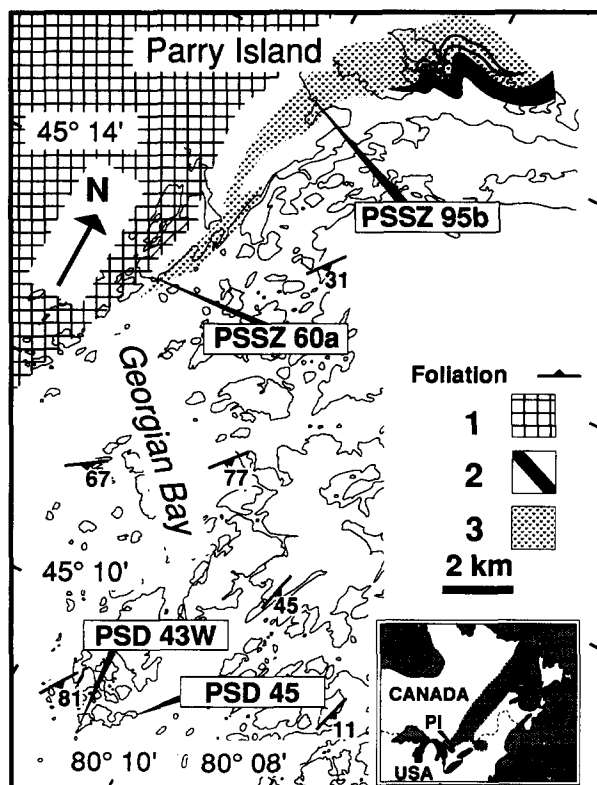 Parry Island
45° 14'
N
PSSZ 95b
31
PSSZ 60a
Georgian Bay
Foliation
1
2
3
2 km
67
77
45° 10'
45
PSD 43W
PSD 45
81
11
80° 10'
80° 08'
CANADA
PI
USA